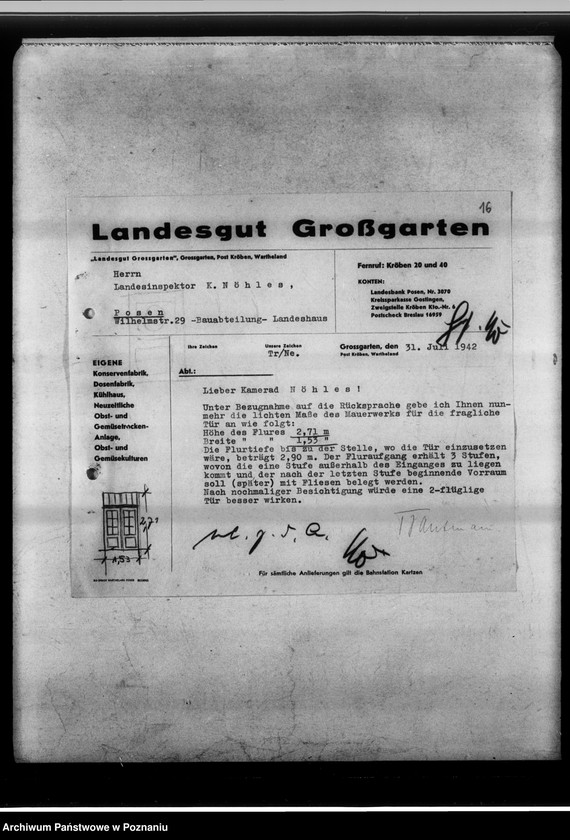 16
Landesgut Großgarten
„Landesgut Grossgarten", Grossgarten, Post Kröben, Wartheland
Herrn
Landesinspektor K. N ö h l e s ,
P o s e n
Wilhelmstr.29 -Bauabteilung- Landeshaus
Fernruf: Kröben 20 und 40
KONTEN:
Landesbank Posen, Nr. 3070
Kreissparkasse Gostingen,
Zweigstelle Kröben Kto.-Nr. 6
Postscheck Breslau 16959
Ihre Zeichen
Unsere Zeichen
Tr/Ne.
Grossgarten, den 31. Juli 1942
Post Kröben, Wartheland
Abt.:
EIGENE
Konservenfabrik,
Dosenfabrik,
Kühlhaus,
Neuzeitliche
Obst- und
Gemüsetrocken-
Anlage,
Obst- und
Gemüsekulturen
Lieber Kamerad N ö h l e s !
Unter Bezugnahme auf die Rücksprache gebe ich Ihnen nun-
mehr die lichten Maße des Mauerwerks für die fragliche
Tür an wie folgt:
Höhe des Flures 2,71 m
Breite " " 1,53 "
Die Flurtiefe bis zu der Stelle, wo die Tür einzusetzen
wäre, beträgt 2,90 m. Der Fluraufgang erhält 3 Stufen,
wovon die eine Stufe außerhalb des Einganges zu liegen
kommt und der nach der letzten Stufe beginnende Vorraum
soll (später) mit Fliesen belegt werden.
Nach nochmaliger Besichtigung würde eine 2-flüglige
Tür besser wirken.
2,71
1,53
Für sämtliche Anlieferungen gilt die Bahnstation Karlzen
Archiwum Państwowe w Poznaniu